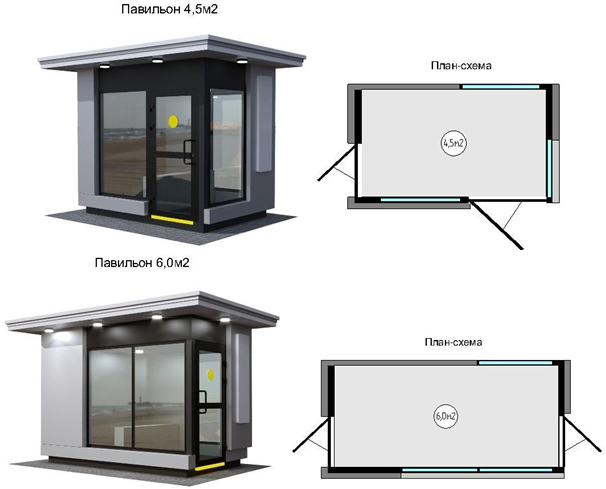 Павильон 4,5м2
План-схема
4,5м2
Павильон 6,0м2
План-схема
6,0м2